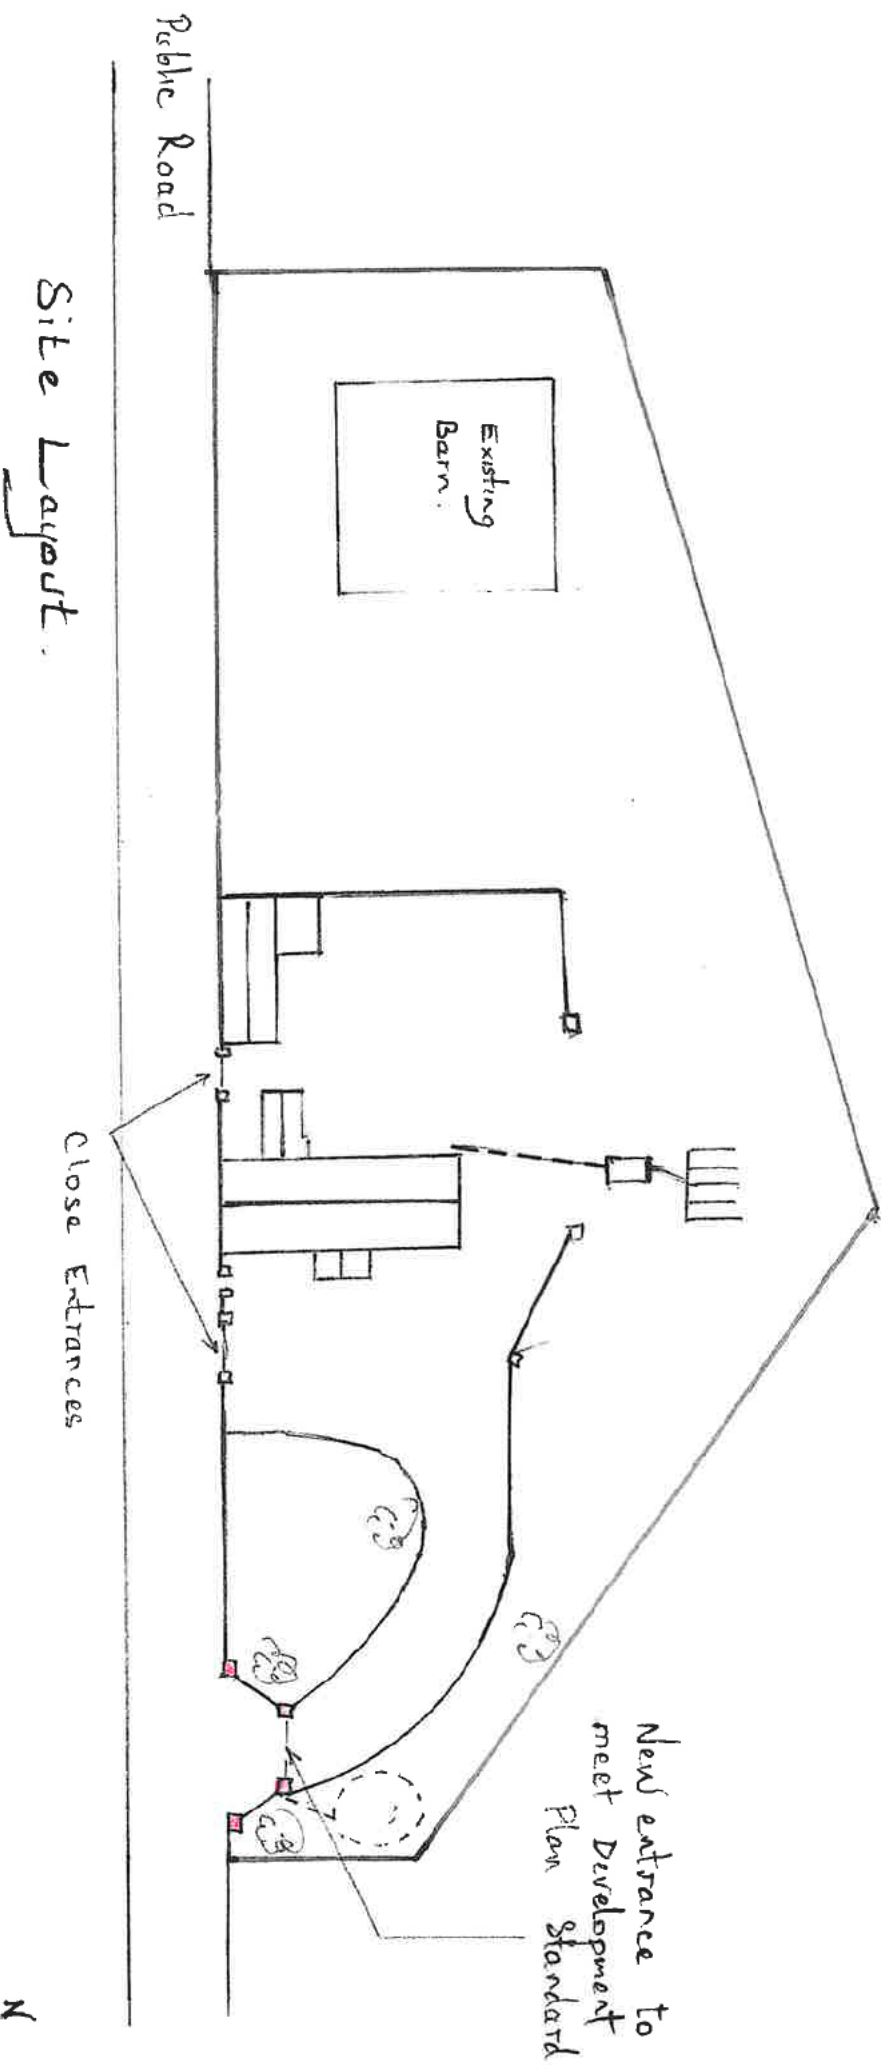 New entrance to
meet Development
Plan Standard
Existing
Barn.
Close Entrances
Public Road
Site Layout.
N